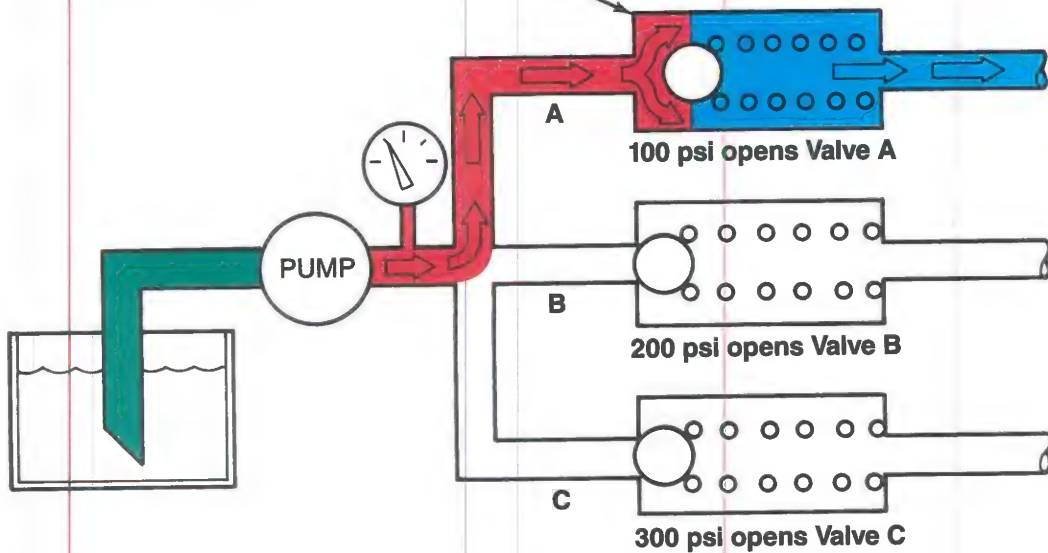 A
100 psi opens Valve A
PUMP
B
200 psi opens Valve B
C
300 psi opens Valve C